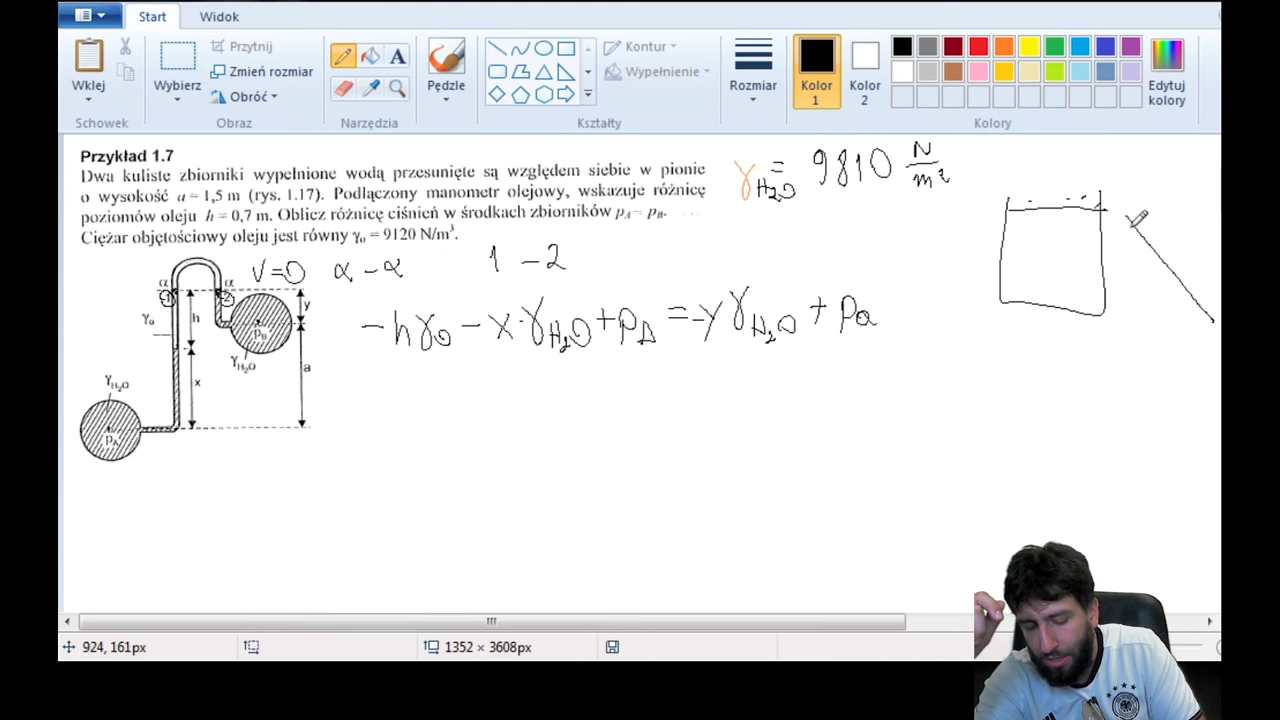 Start
Widok
Wklej
Wybierz
Przytnij
Zmień rozmiar
Obróć
Pędzle
Kontur
Wypełnienie
Rozmiar
Kolor
1
Kolor
2
Edytuj
kolory
Schowek
Obraz
Narzędzia
Kształty
Kolory
Przykład 1.7
Dwa kuliste zbiorniki wypełnione wodą przesunięte są względem siebie w pionie
o wysokość a = 1,5 m (rys. 1.17). Podłączony manometr olejowy, wskazuje różnicę
poziomów oleju h = 0,7 m. Oblicz różnicę ciśnień w środkach zbiorników pA – pB.
Ciężar objętościowy oleju jest równy γo = 9120 N/m³.
γH₂O = 9810 N/m²
V=0 α – α 1 – 2
-hγo - x·γH₂O + pA = -yγH₂O + pa
α
α
1
2
y
γo
h
pB
γH₂O
x
a
γH₂O
pA
924, 161px
1352 × 3608px